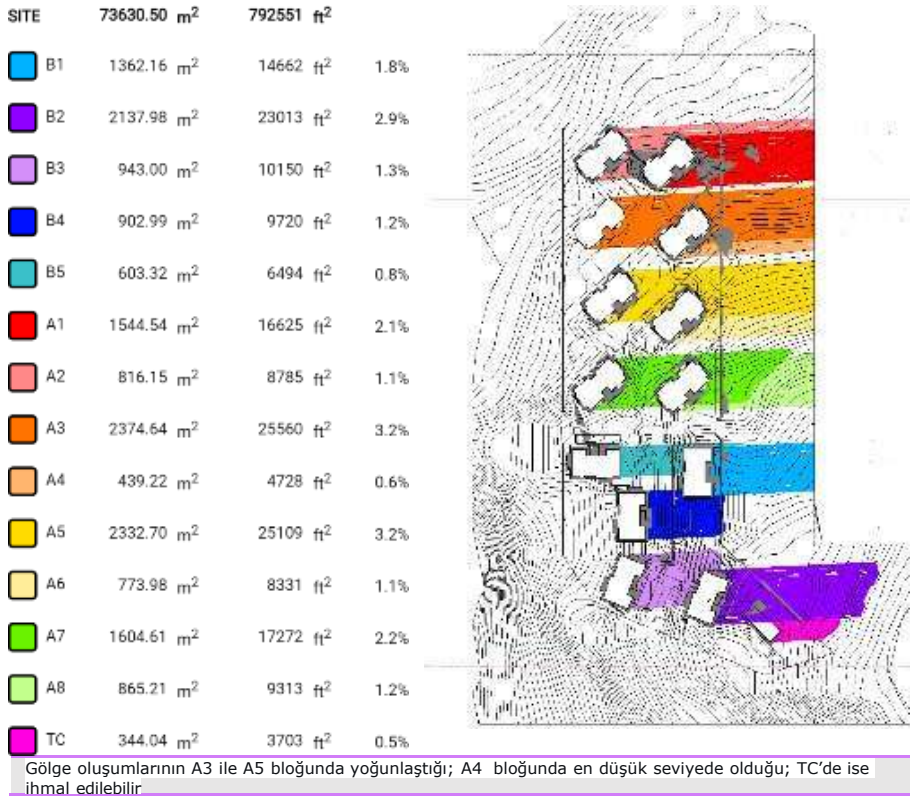 SITE 73630.50 m² 792551 ft²
B1 1362.16 m² 14662 ft² 1.8%
B2 2137.98 m² 23013 ft² 2.9%
B3 943.00 m² 10150 ft² 1.3%
B4 902.99 m² 9720 ft² 1.2%
B5 603.32 m² 6494 ft² 0.8%
A1 1544.54 m² 16625 ft² 2.1%
A2 816.15 m² 8785 ft² 1.1%
A3 2374.64 m² 25560 ft² 3.2%
A4 439.22 m² 4728 ft² 0.6%
A5 2332.70 m² 25109 ft² 3.2%
A6 773.98 m² 8331 ft² 1.1%
A7 1604.61 m² 17272 ft² 2.2%
A8 865.21 m² 9313 ft² 1.2%
TC 344.04 m² 3703 ft² 0.5%
Gölge oluşumlarının A3 ile A5 bloğunda yoğunlaştığı; A4 bloğunda en düşük seviyede olduğu; TC’de ise
ihmal edilebilir